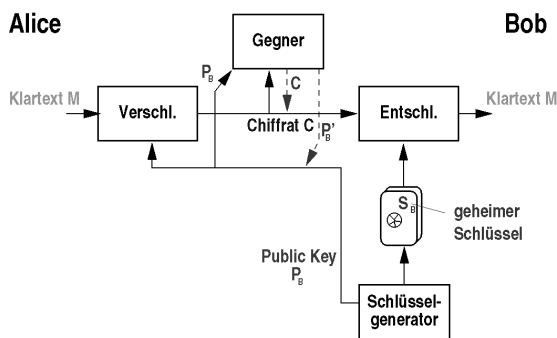 Alice
Bob
Gegner
P_B
C
Klartext M
Verschl.
Chiffrat C
P_B'
Entschl.
Klartext M
S_B
geheimer
Schlüssel
Public Key
P_B
Schlüssel-
generator